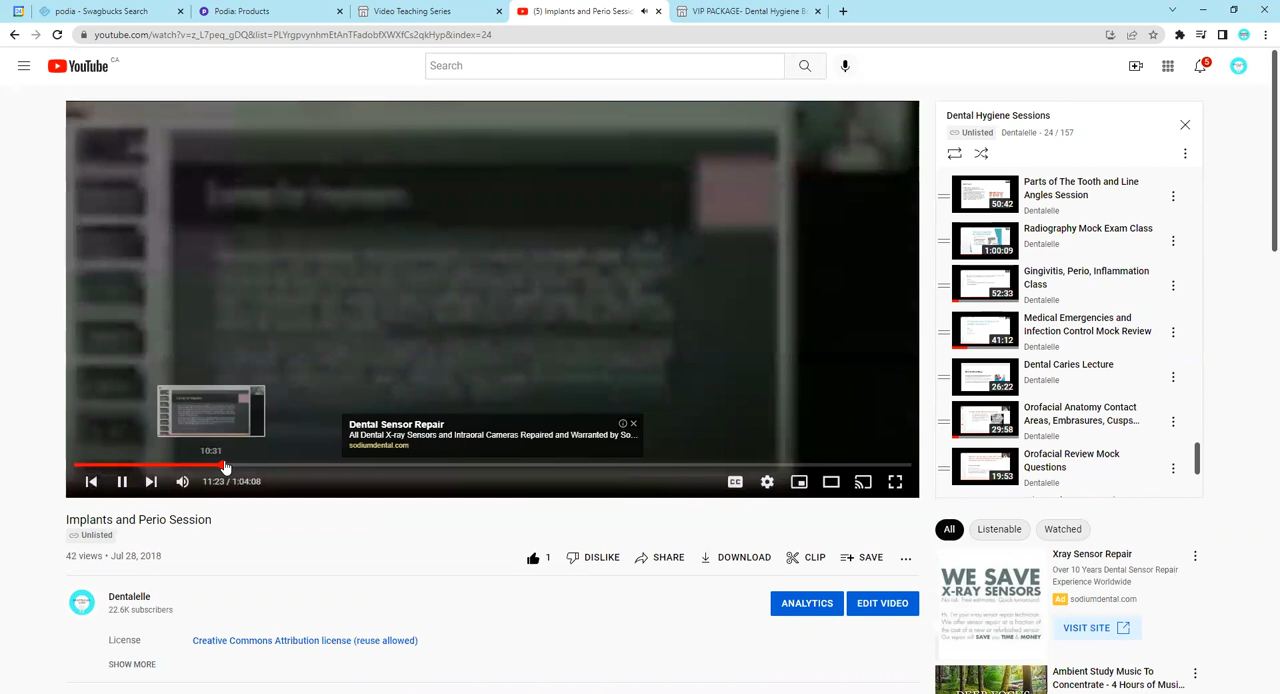 podia - Swagbucks Search
Podia: Products
Video Teaching Series
(5) Implants and Perio Sessio
VIP PACKAGE- Dental Hygiene B
youtube.com/watch?v=z_L7peq_gDQ&list=PLYrgpvynhmEtAnTFadobfXWXfCs2qkHyp&index=24
YouTube CA
Search
5
Dental Hygiene Sessions
Unlisted Dentalelle - 24 / 157
Parts of The Tooth and Line
Angles Session
Dentalelle
50:42
Radiography Mock Exam Class
Dentalelle
1:00:09
Gingivitis, Perio, Inflammation
Class
Dentalelle
52:33
Medical Emergencies and
Infection Control Mock Review
Dentalelle
41:12
Dental Caries Lecture
Dentalelle
26:22
Orofacial Anatomy Contact
Areas, Embrasures, Cusps...
Dentalelle
29:58
Orofacial Review Mock
Questions
Dentalelle
19:53
Dental Sensor Repair
All Dental X-ray Sensors and Intraoral Cameras Repaired and Warranted by So...
sodiumdental.com
10:31
11:23 / 1:04:08
CC
Implants and Perio Session
Unlisted
42 views • Jul 28, 2018
1 DISLIKE SHARE DOWNLOAD CLIP SAVE ...
Dentalelle
22.6K subscribers
ANALYTICS EDIT VIDEO
License Creative Commons Attribution license (reuse allowed)
SHOW MORE
All Listenable Watched
WE SAVE
X-RAY SENSORS
Xray Sensor Repair
Over 10 Years Dental Sensor Repair
Experience Worldwide
Ad sodiumdental.com
VISIT SITE
Ambient Study Music To
Concentrate - 4 Hours of Musi...
DEEP FOCUS